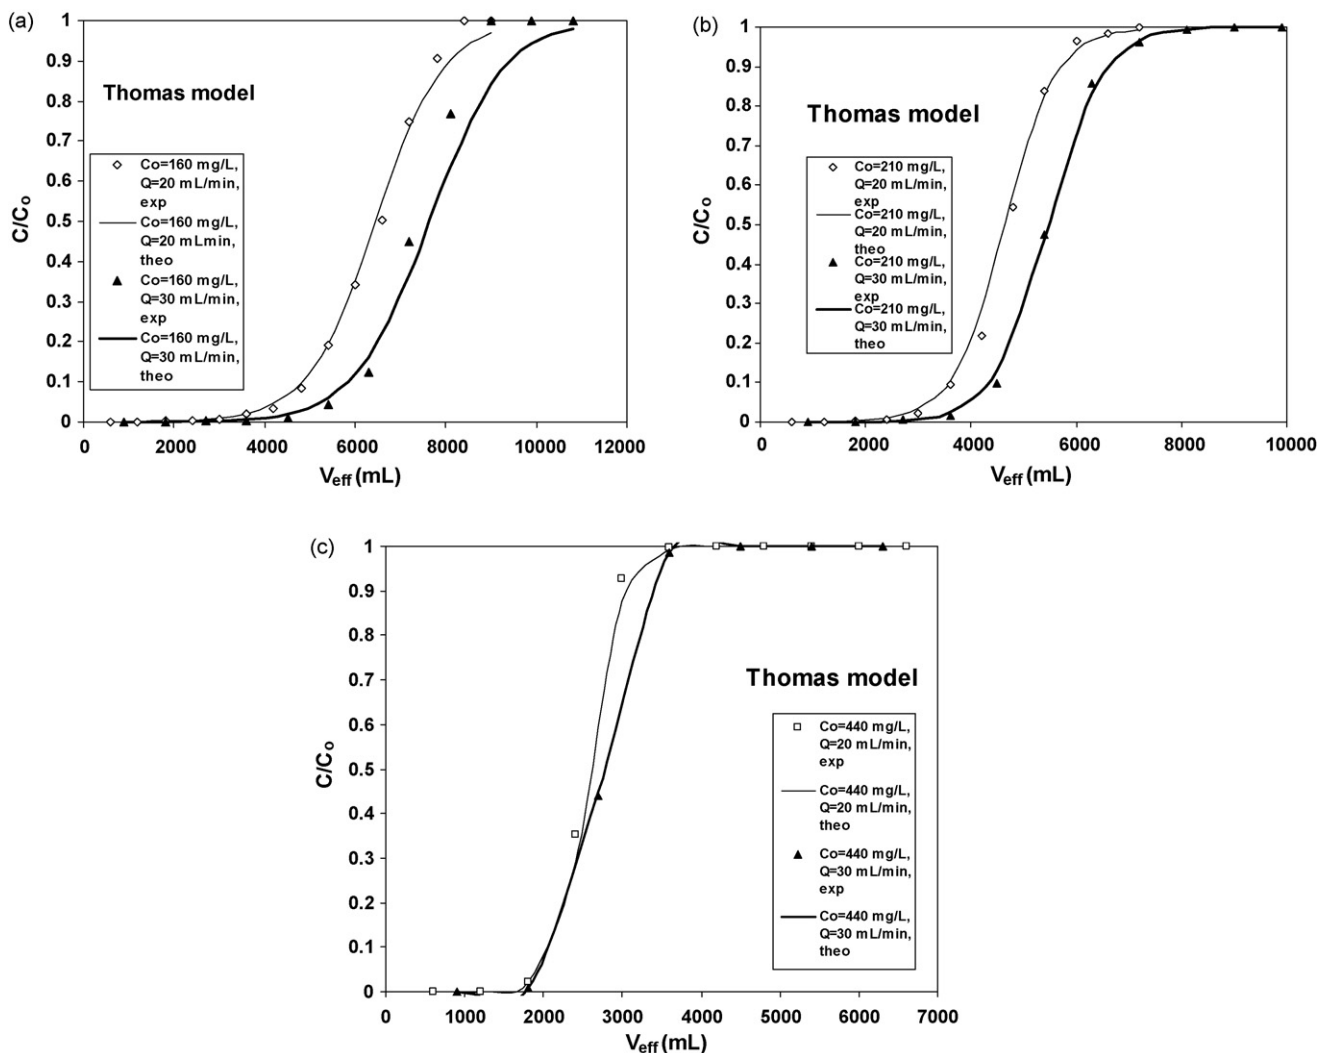 (a)
1
0.9
0.8
0.7
0.6
0.5
0.4
0.3
0.2
0.1
0
C/Co
Thomas model
Co=160 mg/L,
Q=20 mL/min,
exp
Co=160 mg/L,
Q=20 mLmin,
theo
Co=160 mg/L,
Q=30 mL/min,
exp
Co=160 mg/L,
Q=30 mL/min,
theo
0 2000 4000 6000 8000 10000 12000
Veff (mL)
(b)
1
0.9
0.8
0.7
0.6
0.5
0.4
0.3
0.2
0.1
0
C/Co
Thomas model
Co=210 mg/L,
Q=20 mL/min,
exp
Co=210 mg/L,
Q=20 mL/min,
theo
Co=210 mg/L,
Q=30 mL/min,
exp
Co=210 mg/L,
Q=30 mL/min,
theo
0 2000 4000 6000 8000 10000
Veff (mL)
(c)
1
0.9
0.8
0.7
0.6
0.5
0.4
0.3
0.2
0.1
0
C/Co
Thomas model
Co=440 mg/L,
Q=20 mL/min,
exp
Co=440 mg/L,
Q=20 mL/min,
theo
Co=440 mg/L,
Q=30 mL/min,
exp
Co=440 mg/L,
Q=30 mL/min,
theo
0 1000 2000 3000 4000 5000 6000 7000
Veff (mL)